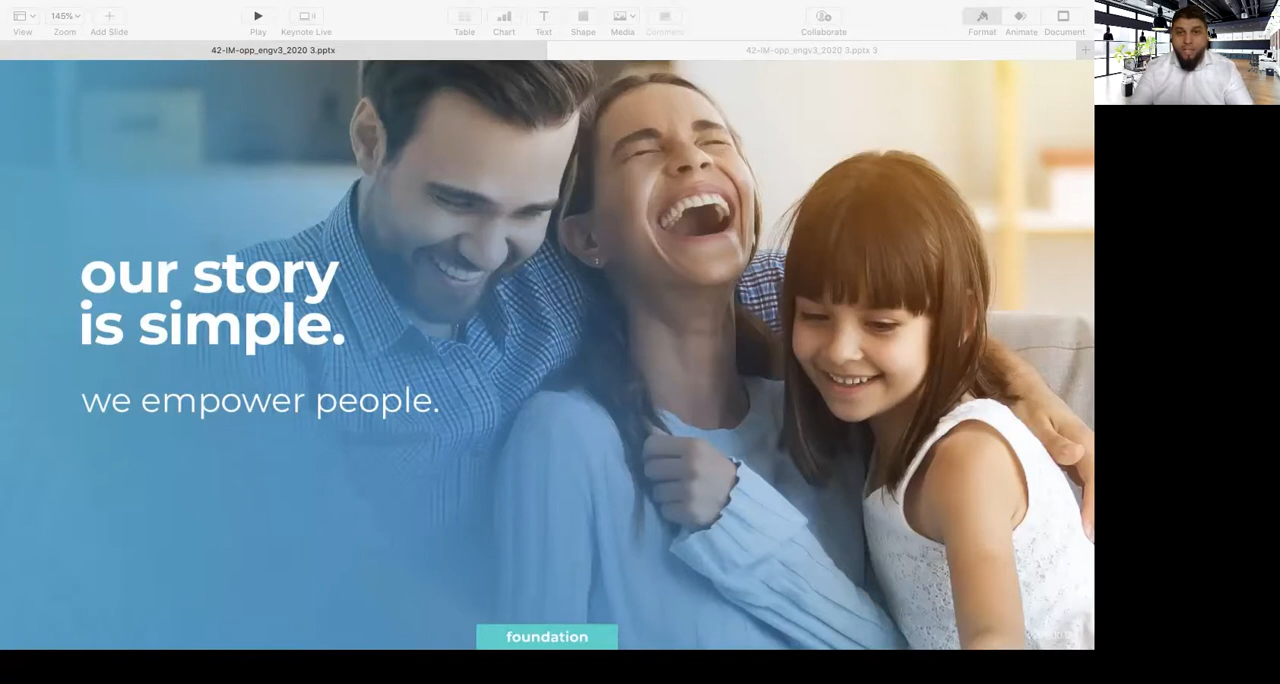 View
145%
Zoom
Add Slide
Play
Keynote Live
Table
Chart
Text
Shape
Media
Comment
Collaborate
Format
Animate
Document
42-IM-opp_engv3_2020 3.pptx
42-IM-opp_engv3_2020 3.pptx 3
our story
is simple.
we empower people.
foundation